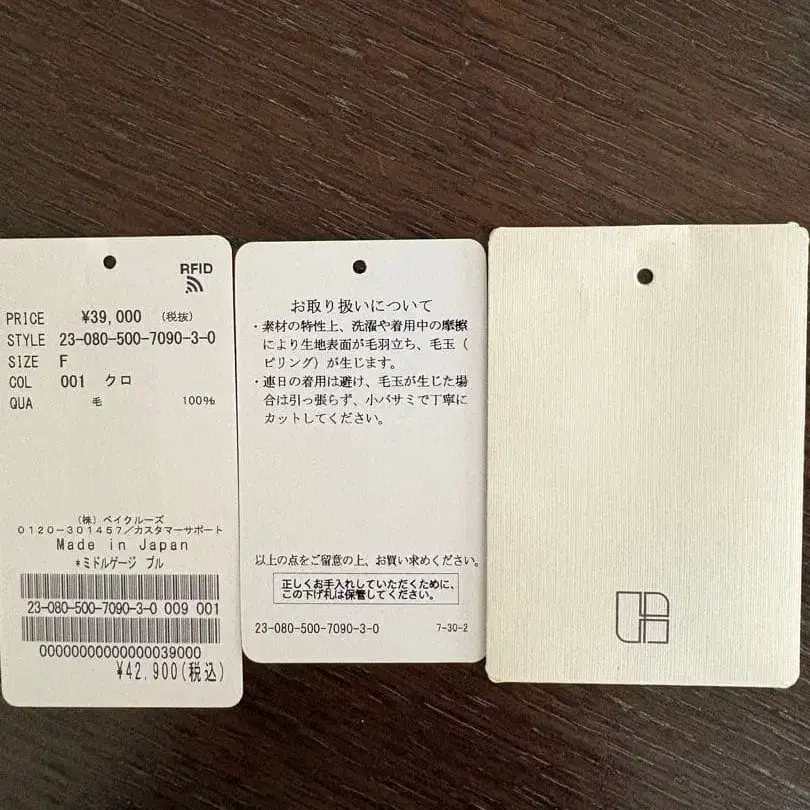 RFID
PRICE ¥39,000 (税抜)
STYLE 23-080-500-7090-3-0
SIZE F
COL 001 クロ
QUA 毛 100%
(株)ベイクルーズ
0120-301457/カスタマーサポート
Made in Japan
*ミドルゲージ プル
23-080-500-7090-3-0 009 001
00000000000000039000
¥42,900(税込)
お取り扱いについて
・素材の特性上、洗濯や着用中の摩擦
により生地表面が毛羽立ち、毛玉(
ピリング)が生じます。
・連日の着用は避け、毛玉が生じた場
合は引っ張らず、小バサミで丁寧に
カットしてください。
以上の点をご留意の上、お買い求めください。
正しくお手入れしていただくために、
この下げ札は保管してください。
23-080-500-7090-3-0 7-30-2